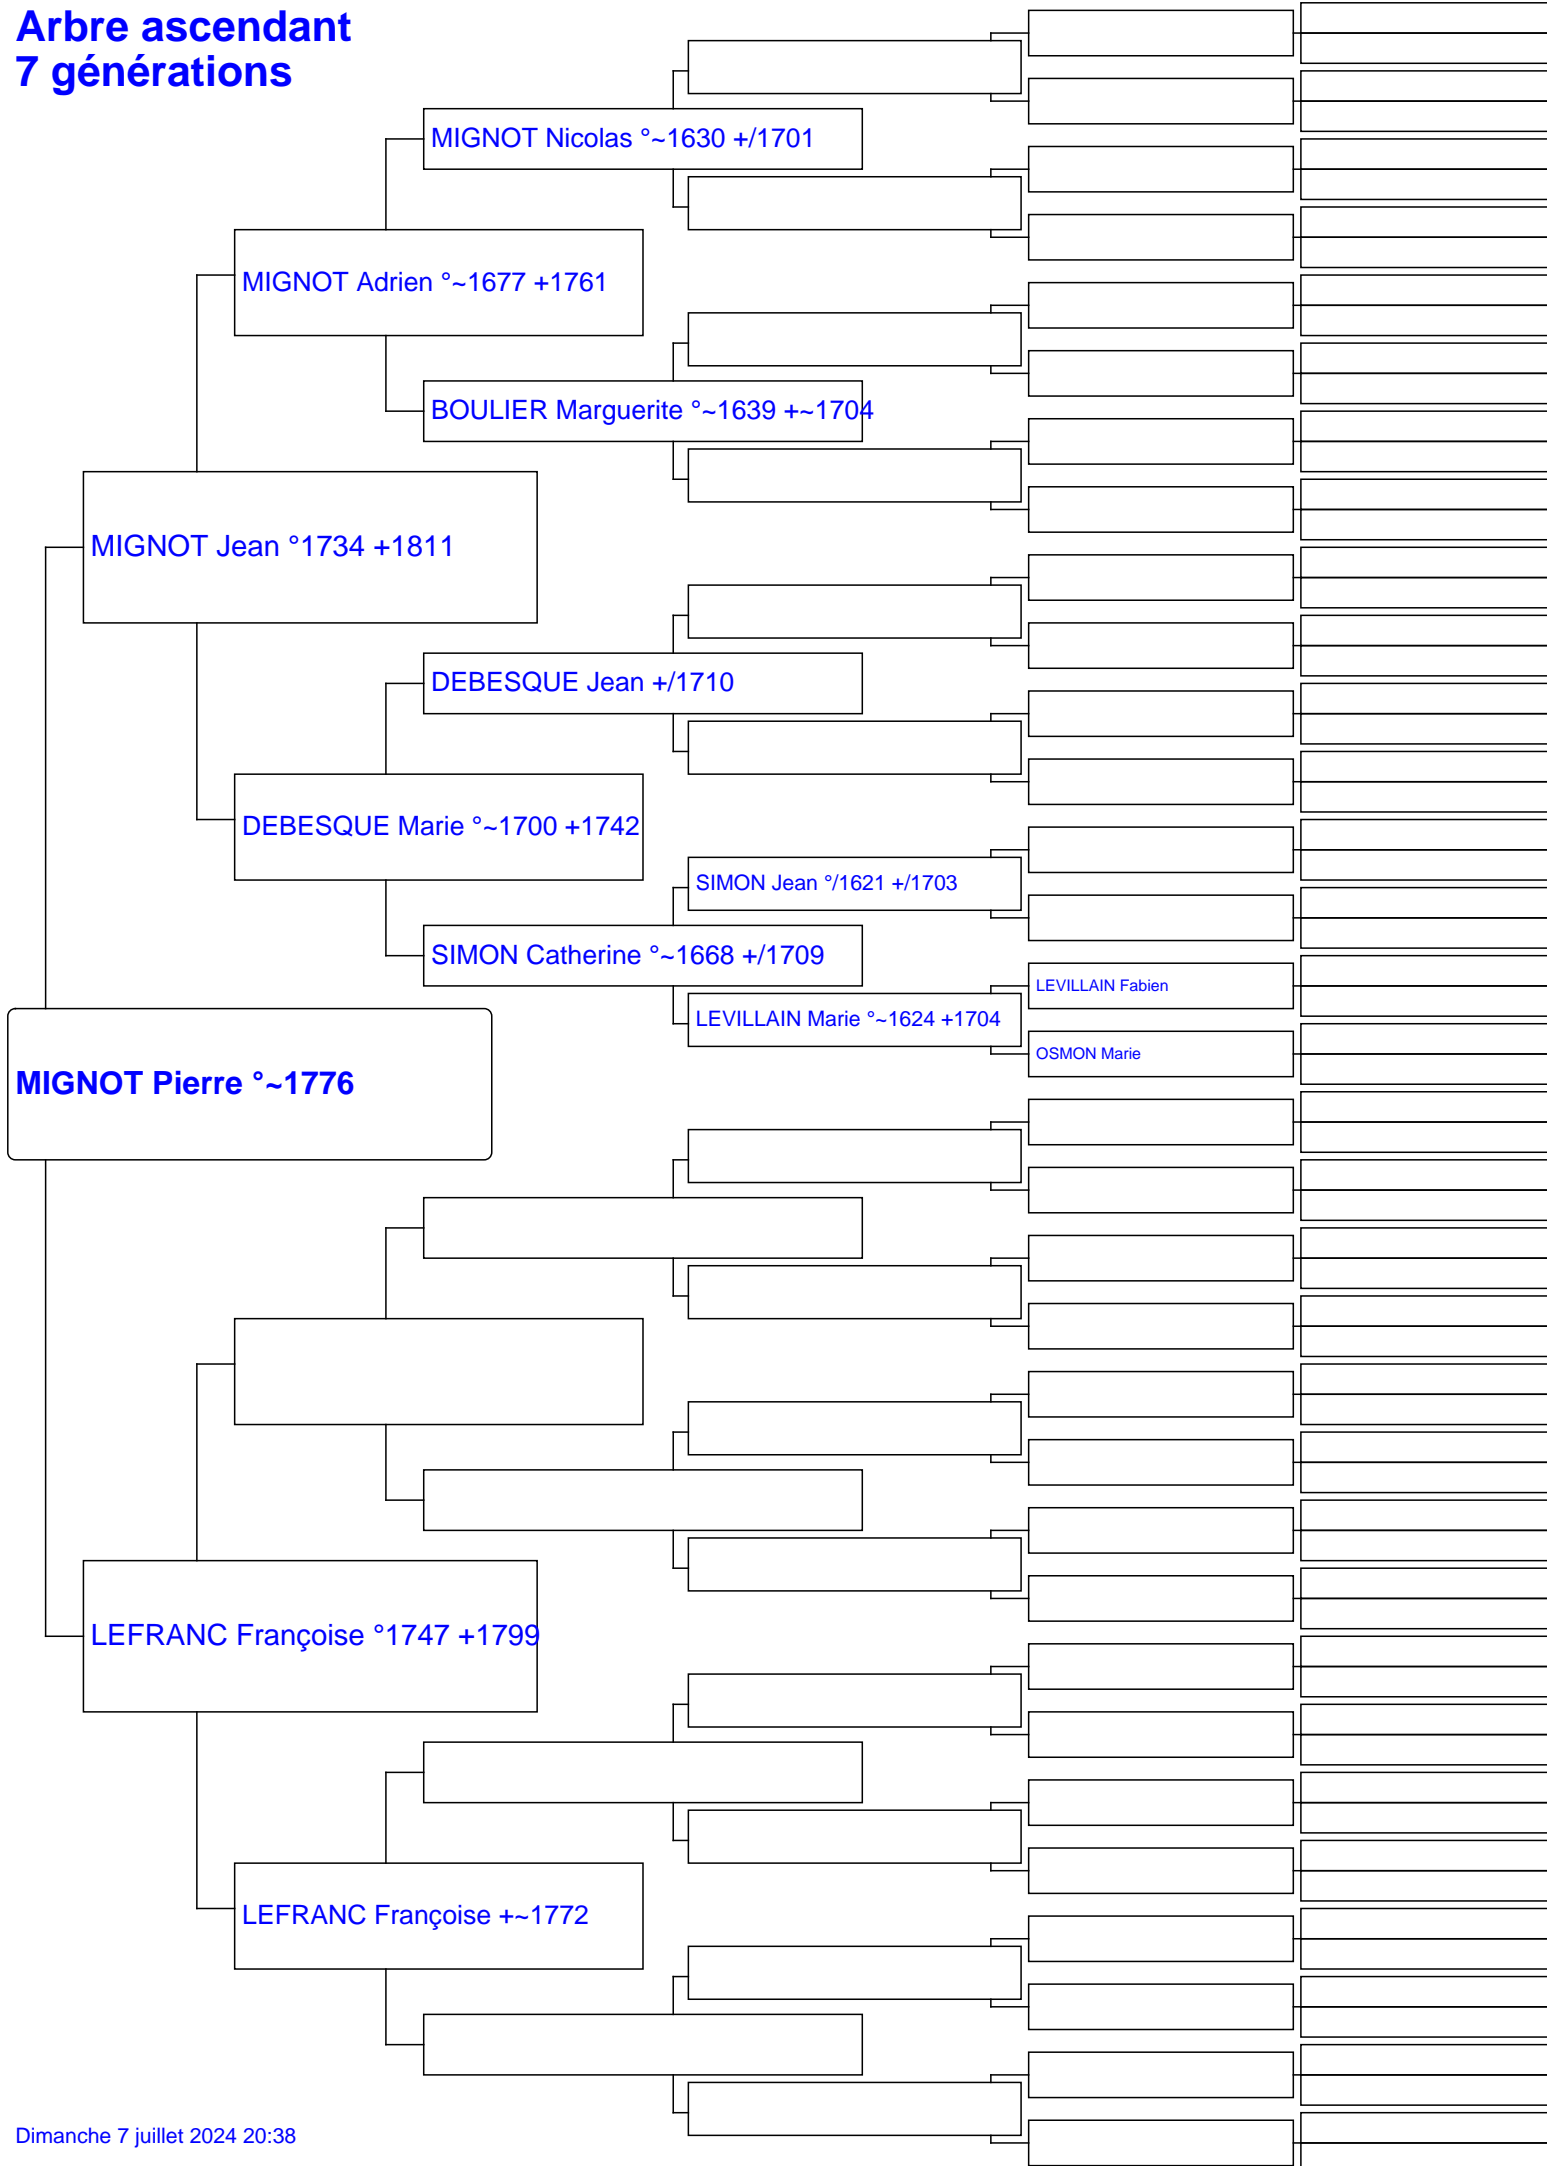 Arbre ascendant
7 générations
MIGNOT Nicolas °~1630 +/1701
MIGNOT Adrien °~1677 +1761
BOULIER Marguerite °~1639 +~1704
MIGNOT Jean °1734 +1811
DEBESQUE Jean +/1710
DEBESQUE Marie °~1700 +1742
SIMON Jean °/1621 +/1703
SIMON Catherine °~1668 +/1709
LEVILLAIN Fabien
LEVILLAIN Marie °~1624 +1704
OSMON Marie
MIGNOT Pierre °~1776
LEFRANC Françoise °1747 +1799
LEFRANC Françoise +~1772
Dimanche 7 juillet 2024 20:38